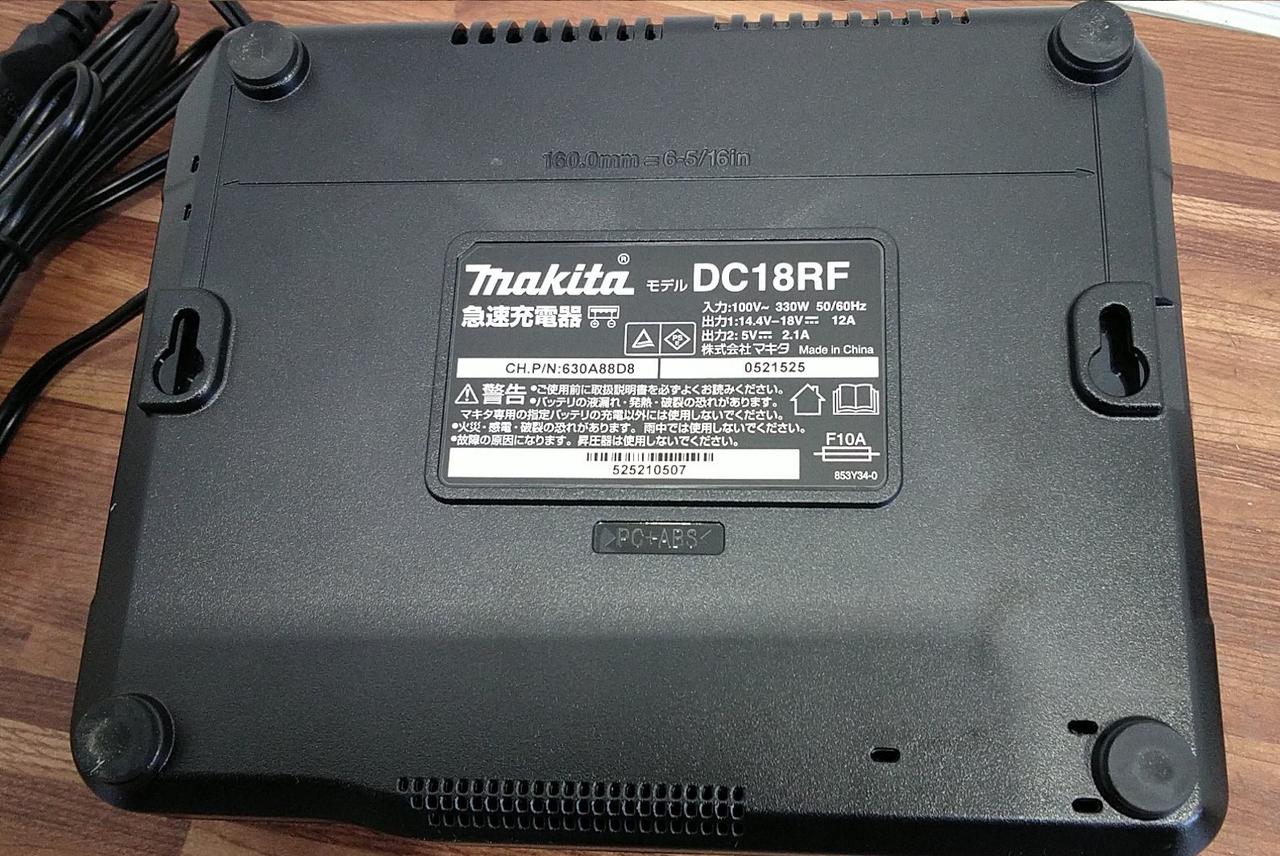 160.0mm = 6-5/16in
makita® モデル DC18RF
急速充電器
入力:100V~ 330W 50/60Hz
出力1:14.4V-18V⎓ 12A
出力2: 5V⎓ 2.1A
PS E
株式会社マキタ Made in China
CH.P/N:630A88D8 0521525
警告 •ご使用前に取扱説明書を必ずよくお読みください。
•バッテリの液漏れ・発熱・破裂の恐れがあります。
マキタ専用の指定バッテリの充電以外には使用しないでください。
•火災・感電・破裂の恐れがあります。雨中では使用しないでください。
•故障の原因になります。昇圧器は使用しないでください。
F10A
525210507
853Y34-0
>PC+ABS<